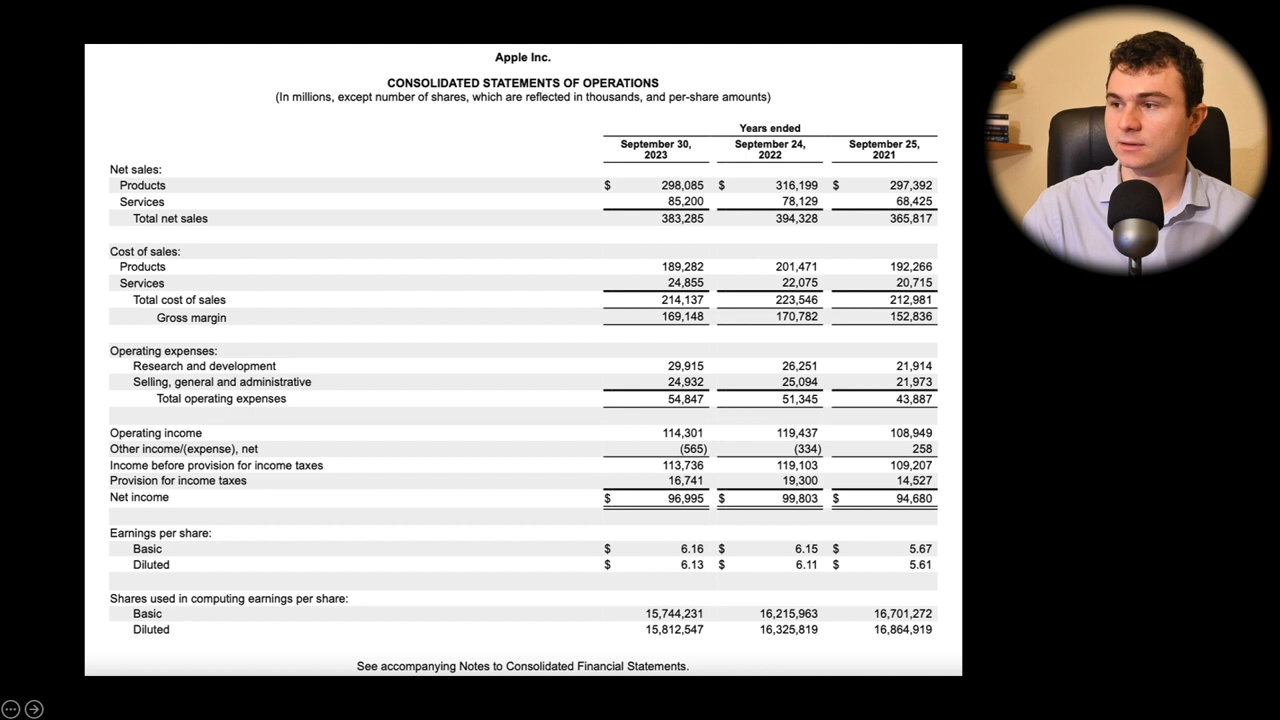 Apple Inc.
CONSOLIDATED STATEMENTS OF OPERATIONS
(In millions, except number of shares, which are reflected in thousands, and per-share amounts)
Years ended
September 30, 2023 September 24, 2022 September 25, 2021
Net sales:
Products $ 298,085 $ 316,199 $ 297,392
Services 85,200 78,129 68,425
Total net sales 383,285 394,328 365,817
Cost of sales:
Products 189,282 201,471 192,266
Services 24,855 22,075 20,715
Total cost of sales 214,137 223,546 212,981
Gross margin 169,148 170,782 152,836
Operating expenses:
Research and development 29,915 26,251 21,914
Selling, general and administrative 24,932 25,094 21,973
Total operating expenses 54,847 51,345 43,887
Operating income 114,301 119,437 108,949
Other income/(expense), net (565) (334) 258
Income before provision for income taxes 113,736 119,103 109,207
Provision for income taxes 16,741 19,300 14,527
Net income $ 96,995 $ 99,803 $ 94,680
Earnings per share:
Basic $ 6.16 $ 6.15 $ 5.67
Diluted $ 6.13 $ 6.11 $ 5.61
Shares used in computing earnings per share:
Basic 15,744,231 16,215,963 16,701,272
Diluted 15,812,547 16,325,819 16,864,919
See accompanying Notes to Consolidated Financial Statements.